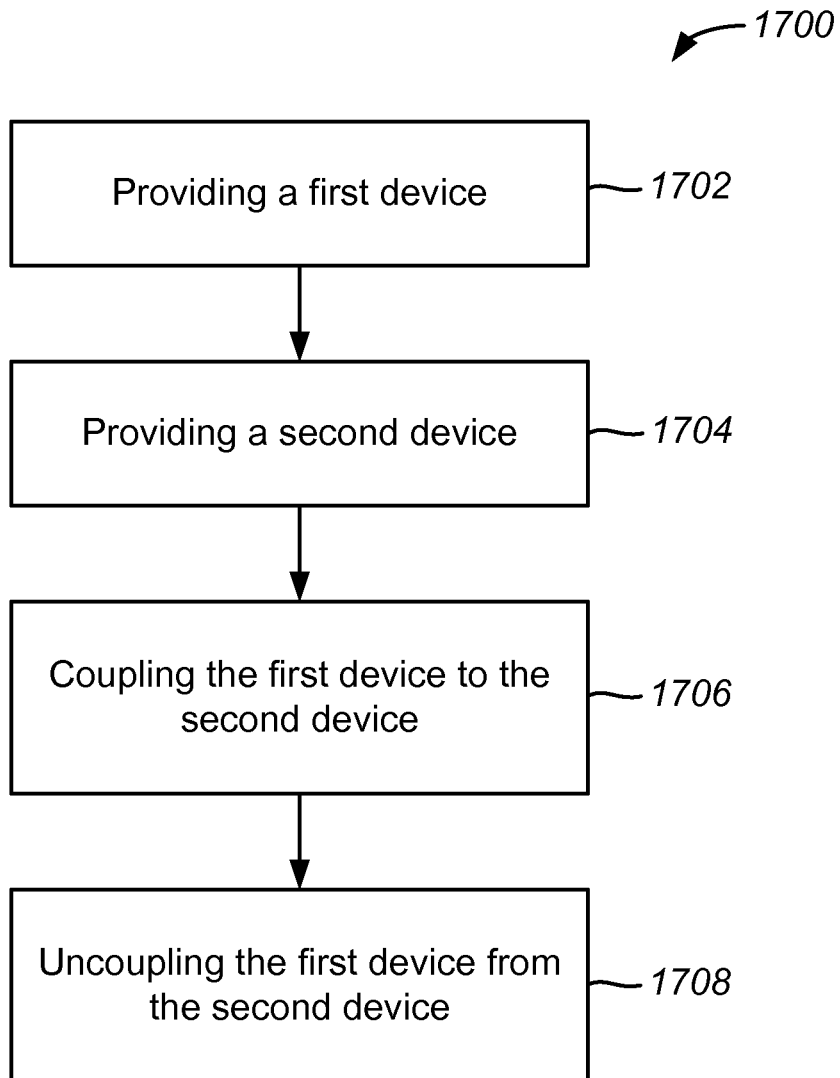 1700
Providing a first device
1702
Providing a second device
1704
Coupling the first device to the
second device
1706
Uncoupling the first device from
the second device
1708